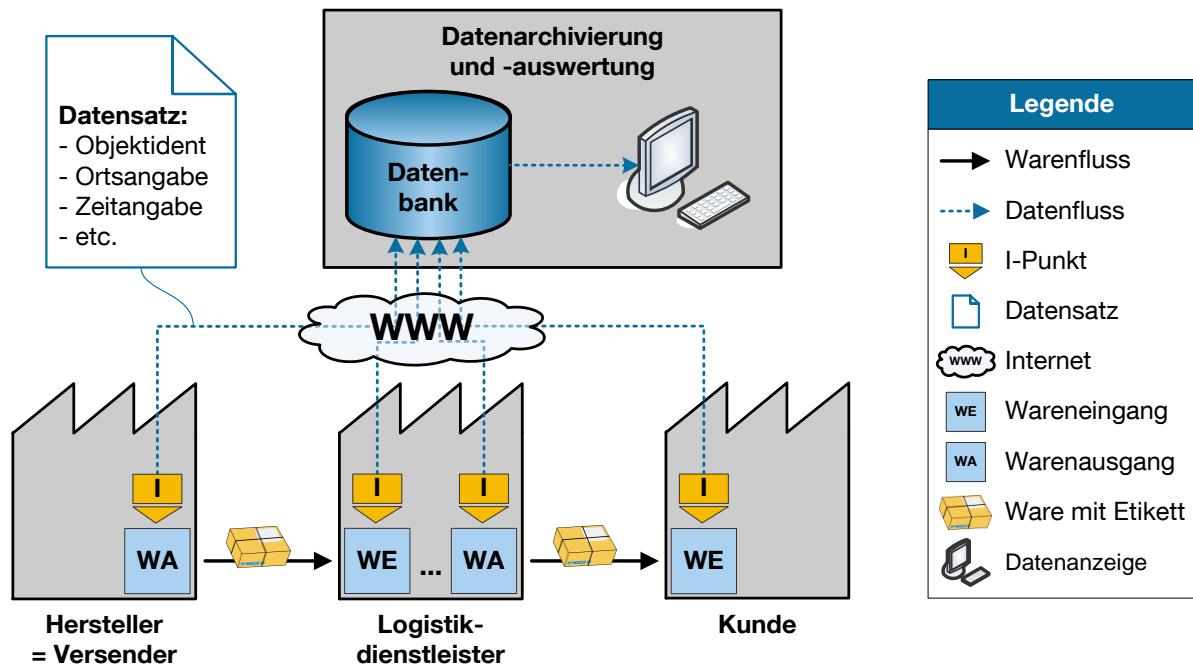 Datenarchivierung
und -auswertung
Datensatz:
- Objektident
- Ortsangabe
- Zeitangabe
- etc.
Daten-
bank
WWW
I
I
I
I
WA
WE
...
WA
WE
Hersteller
= Versender
Logistik-
dienstleister
Kunde
Legende
Warenfluss
Datenfluss
I
I-Punkt
Datensatz
WWW
Internet
WE
Wareneingang
WA
Warenausgang
Ware mit Etikett
Datenanzeige